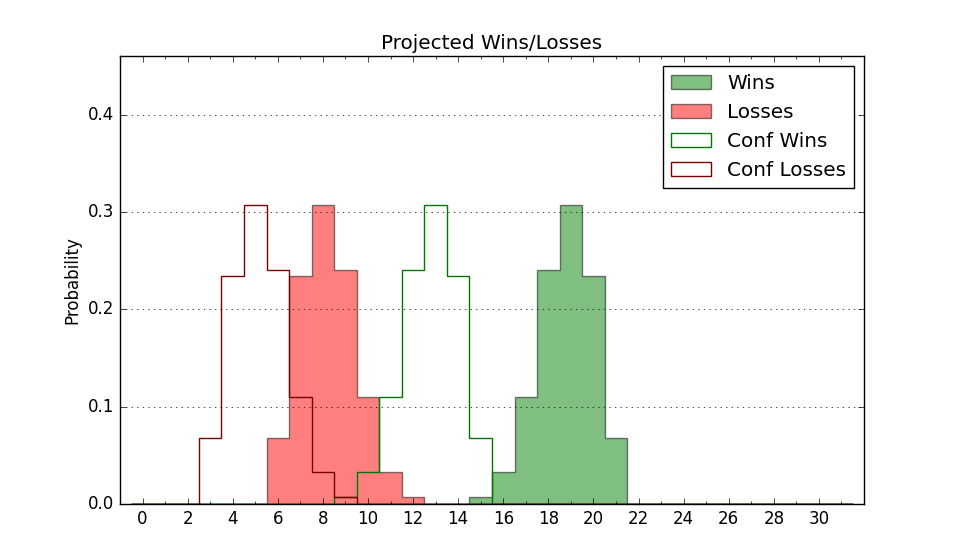 Projected Wins/Losses
Wins
Losses
Conf Wins
Conf Losses
Probability
0.4
0.3
0.2
0.1
0.0
0 2 4 6 8 10 12 14 16 18 20 22 24 26 28 30